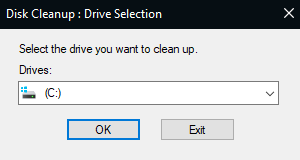 Disk Cleanup : Drive Selection
Select the drive you want to clean up.
Drives:
(C:)
OK Exit